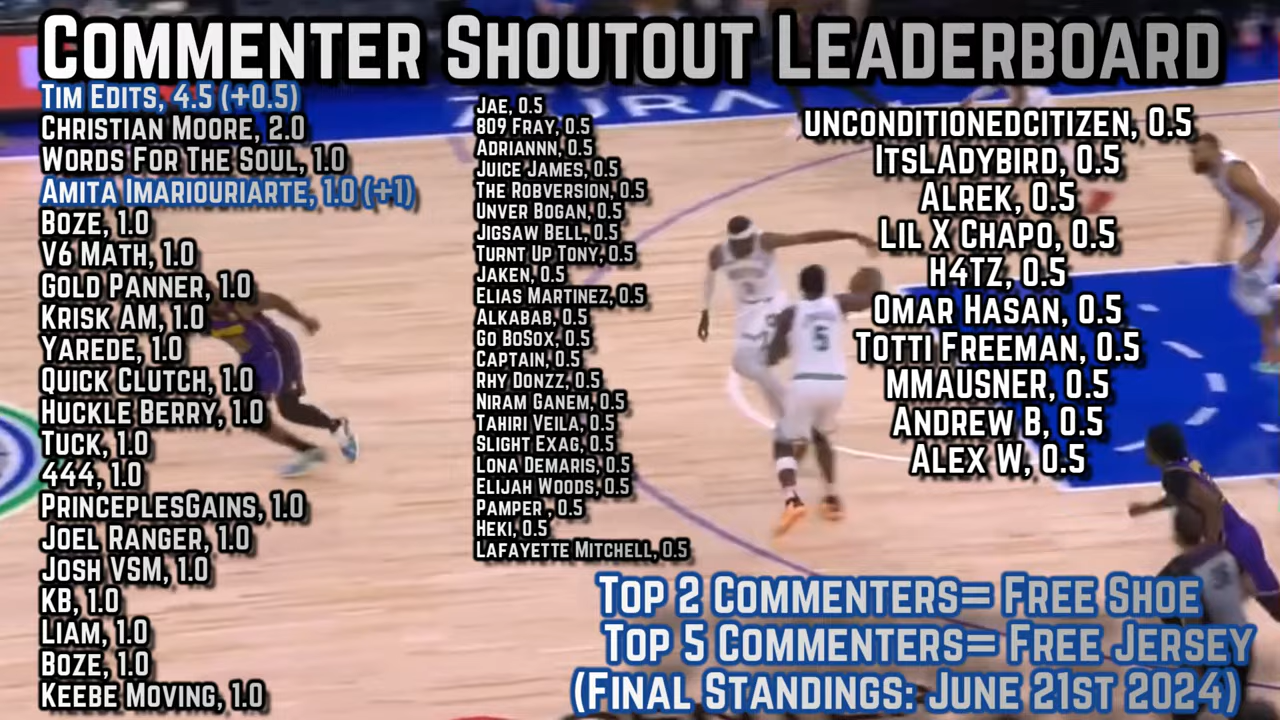 Commenter Shoutout Leaderboard
Tim Edits, 4.5 (+0.5)
Christian Moore, 2.0
Words For The Soul, 1.0
Amita Imariouriarte, 1.0 (+1)
Boze, 1.0
V6 Math, 1.0
Gold Panner, 1.0
Krisk AM, 1.0
Yarede, 1.0
Quick Clutch, 1.0
Huckle Berry, 1.0
Tuck, 1.0
444, 1.0
PrinceplesGains, 1.0
Joel Ranger, 1.0
Josh VSM, 1.0
KB, 1.0
Liam, 1.0
Boze, 1.0
Keebe Moving, 1.0
Jae, 0.5
809 Fray, 0.5
Adriannn, 0.5
Juice James, 0.5
The Robversion, 0.5
Unver Bogan, 0.5
Jigsaw Bell, 0.5
Turnt Up Tony, 0.5
Jaken, 0.5
Elias Martinez, 0.5
Alkabab, 0.5
Go BoSox, 0.5
Captain, 0.5
Rhy Donzz, 0.5
Niram Ganem, 0.5
Tahiri Veila, 0.5
Slight Exag, 0.5
Lona Demaris, 0.5
Elijah Woods, 0.5
Pamper , 0.5
Heki, 0.5
Lafayette Mitchell, 0.5
unconditionedcitizen, 0.5
ItsLAdybird, 0.5
Alrek, 0.5
Lil X Chapo, 0.5
H4TZ, 0.5
Omar Hasan, 0.5
Totti Freeman, 0.5
MMAUSNER, 0.5
Andrew B, 0.5
Alex W, 0.5
Top 2 Commenters= Free Shoe
Top 5 Commenters= Free Jersey
(Final Standings: June 21st 2024)